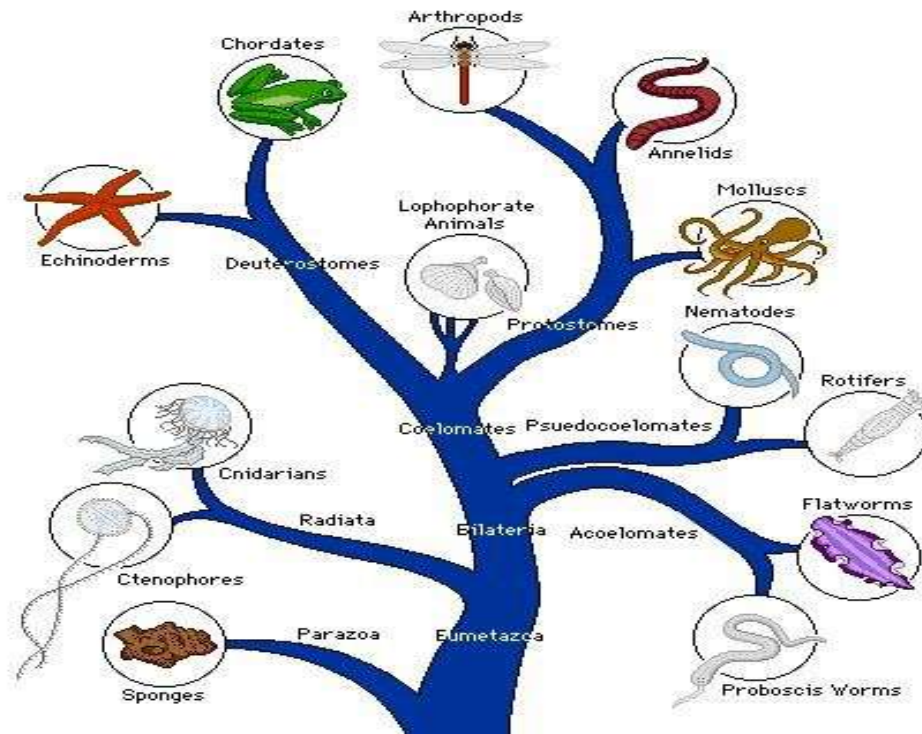 Arthropods
Chordates
Annelids
Molluscs
Lophophorate
Animals
Echinoderms
Deuterostomes
Protostomes
Nematodes
Rotifers
Coelomates
Psuedocoelomates
Cnidarians
Radiata
Bilateria
Acoelomates
Flatworms
Ctenophores
Parazoa
Eumetazoa
Sponges
Proboscis Worms